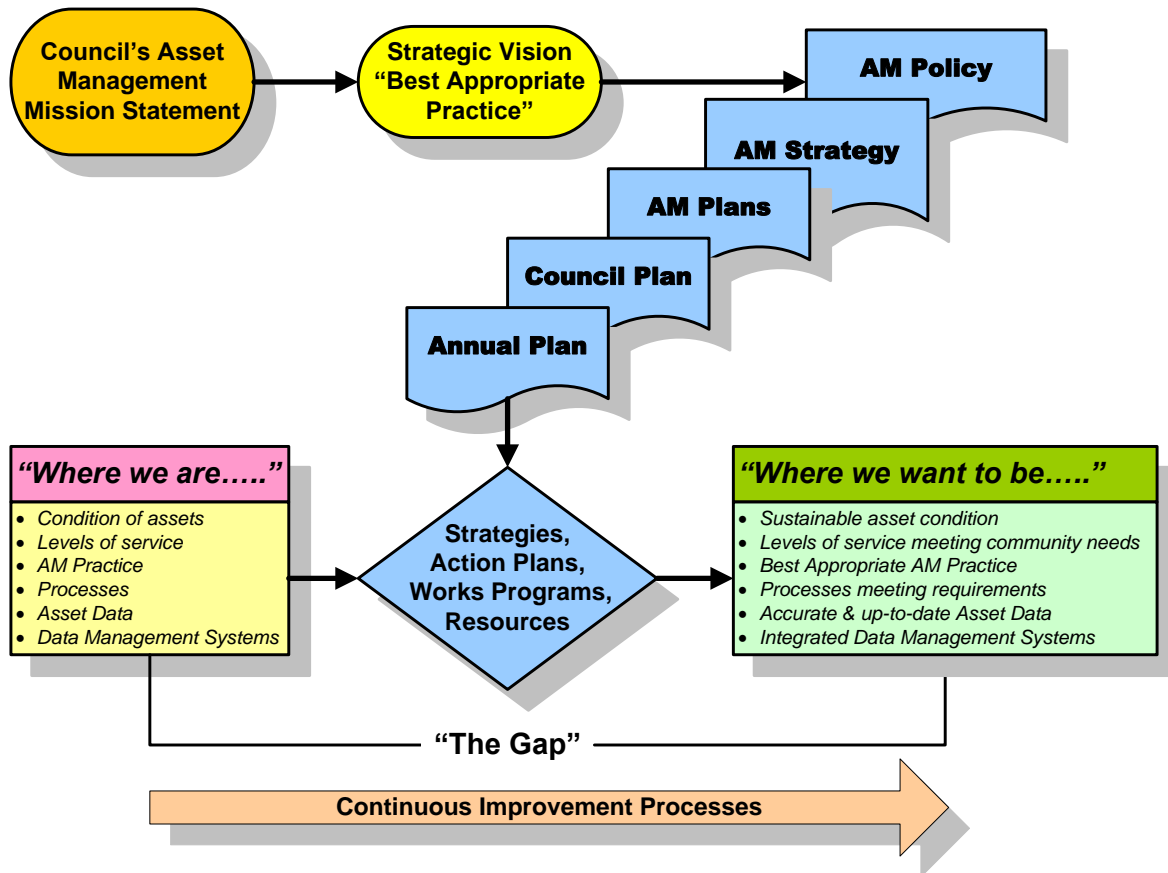 Council’s Asset
Management
Mission Statement
Strategic Vision
“Best Appropriate
Practice”
AM Policy
AM Strategy
AM Plans
Council Plan
Annual Plan
“Where we are…..”
• Condition of assets
• Levels of service
• AM Practice
• Processes
• Asset Data
• Data Management Systems
Strategies,
Action Plans,
Works Programs,
Resources
“Where we want to be…..”
• Sustainable asset condition
• Levels of service meeting community needs
• Best Appropriate AM Practice
• Processes meeting requirements
• Accurate & up-to-date Asset Data
• Integrated Data Management Systems
“The Gap”
Continuous Improvement Processes